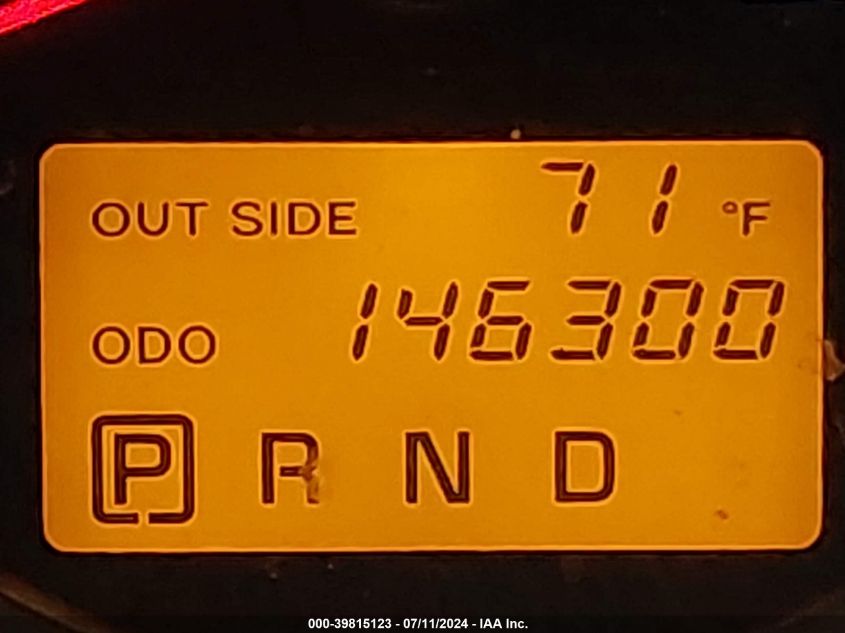 OUT SIDE 71 °F
ODO 146300
P R N D
000-39815123 - 07/11/2024 - IAA Inc.